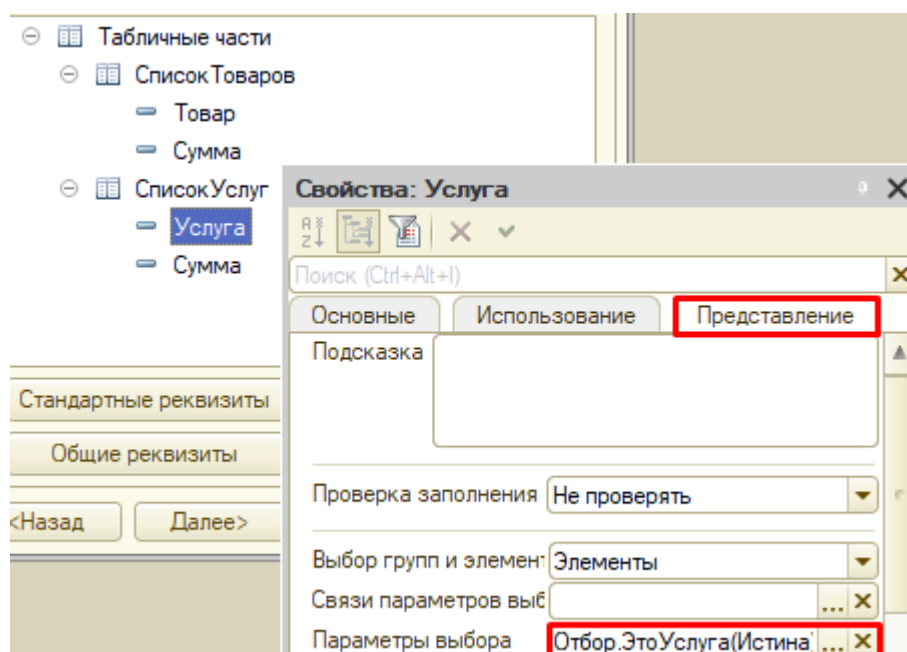 Табличные части
СписокТоваров
Товар
Сумма
СписокУслуг
Услуга
Сумма
Стандартные реквизиты
Общие реквизиты
<Назад
Далее>
Свойства: Услуга
Поиск (Ctrl+Alt+I)
Основные Использование Представление
Подсказка
Проверка заполнения Не проверять
Выбор групп и элемент Элементы
Связи параметров выб ...
Параметры выбора Отбор.ЭтоУслуга(Истина) ...